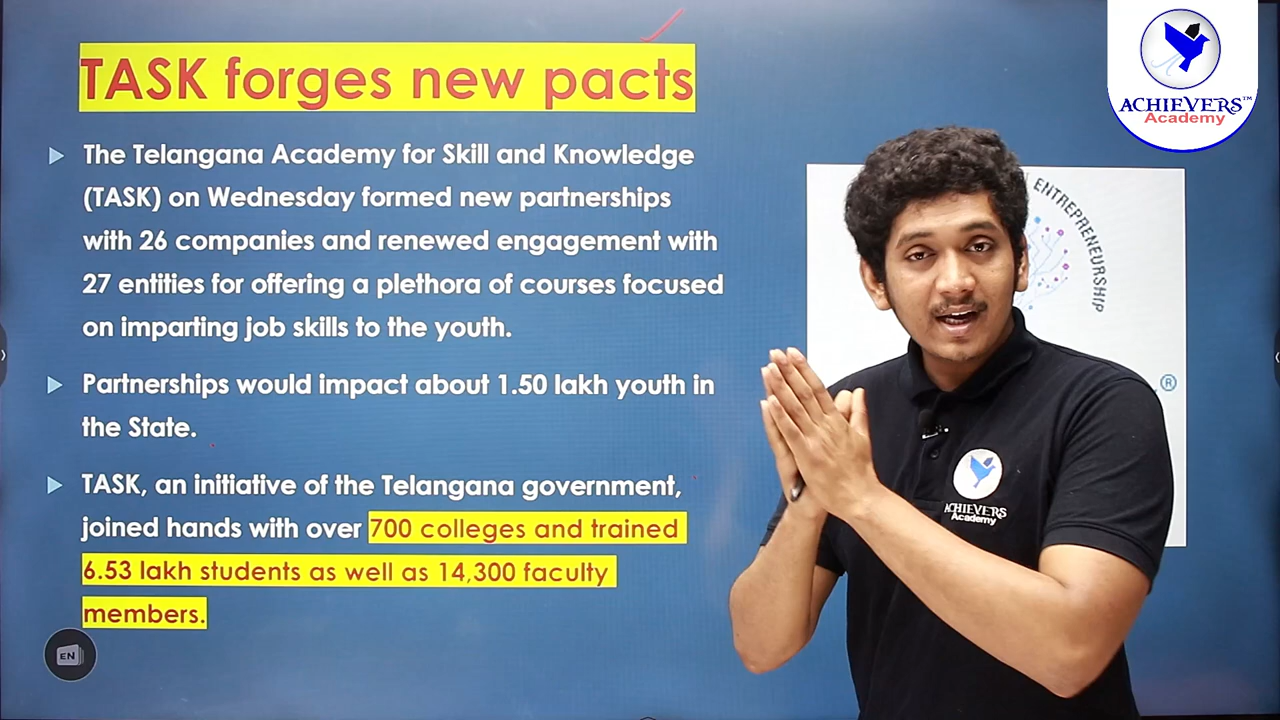 TASK forges new pacts
The Telangana Academy for Skill and Knowledge
(TASK) on Wednesday formed new partnerships
with 26 companies and renewed engagement with
27 entities for offering a plethora of courses focused
on imparting job skills to the youth.
Partnerships would impact about 1.50 lakh youth in
the State.
TASK, an initiative of the Telangana government,
joined hands with over 700 colleges and trained
6.53 lakh students as well as 14,300 faculty
members.
EN
ACHIEVERS™
Academy
ENTREPRENEURSHIP
®
ACHIEVERS
Academy